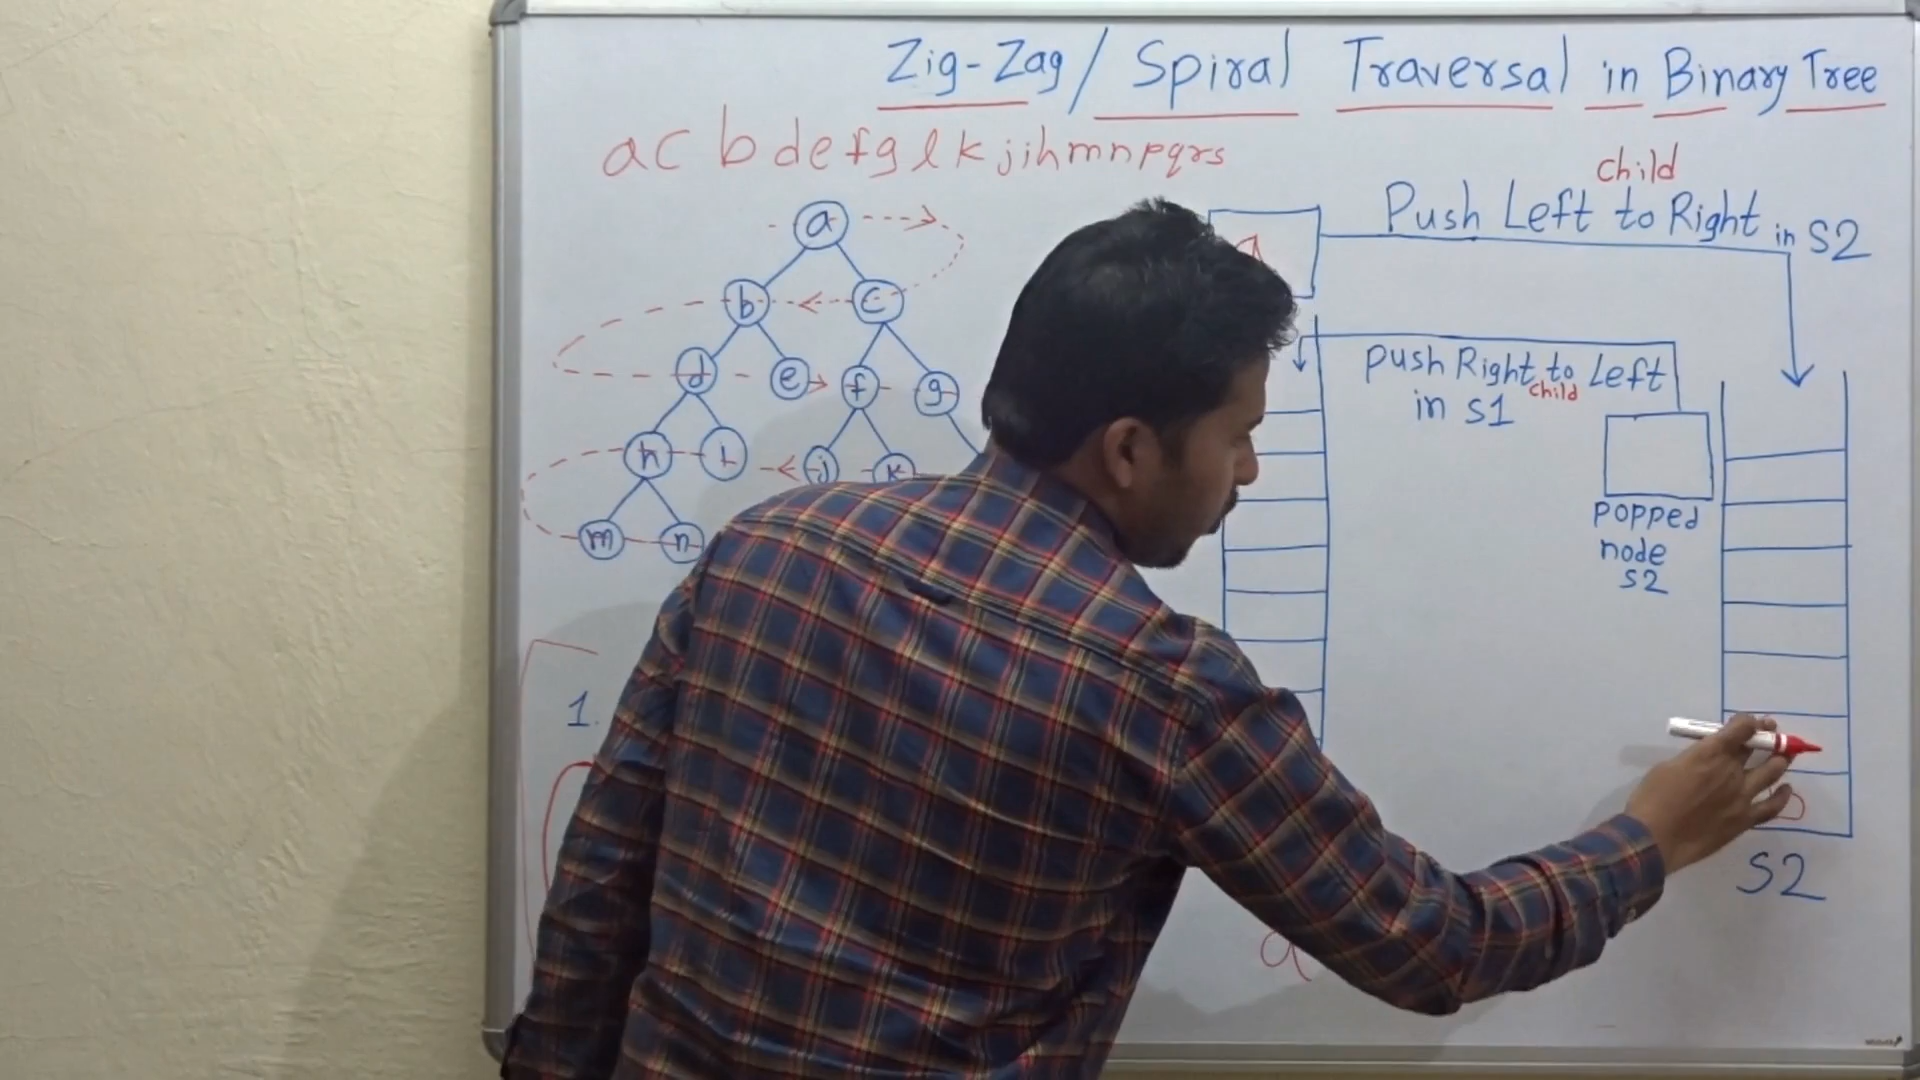 Zig-Zag / Spiral Traversal in Binary Tree
a c b d e f g l k j i h m n p q r s
child
Push Left to Right in S2
a
a
b c
Push Right to Left
child
in S1
d e f g
h i j k
popped
node
S2
m n
1.
b
S2
a